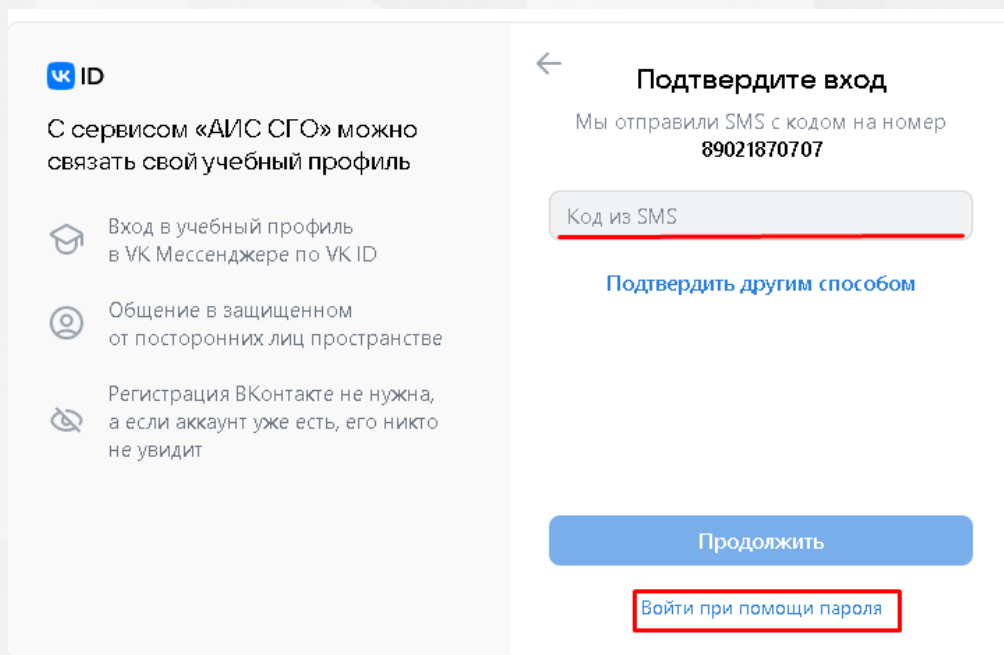 VK ID
С сервисом «АИС СГО» можно
связать свой учебный профиль
Вход в учебный профиль
в VK Мессенджере по VK ID
Общение в защищенном
от посторонних лиц пространстве
Регистрация ВКонтакте не нужна,
а если аккаунт уже есть, его никто
не увидит
Подтвердите вход
Мы отправили SMS с кодом на номер
89021870707
Код из SMS
Подтвердить другим способом
Продолжить
Войти при помощи пароля